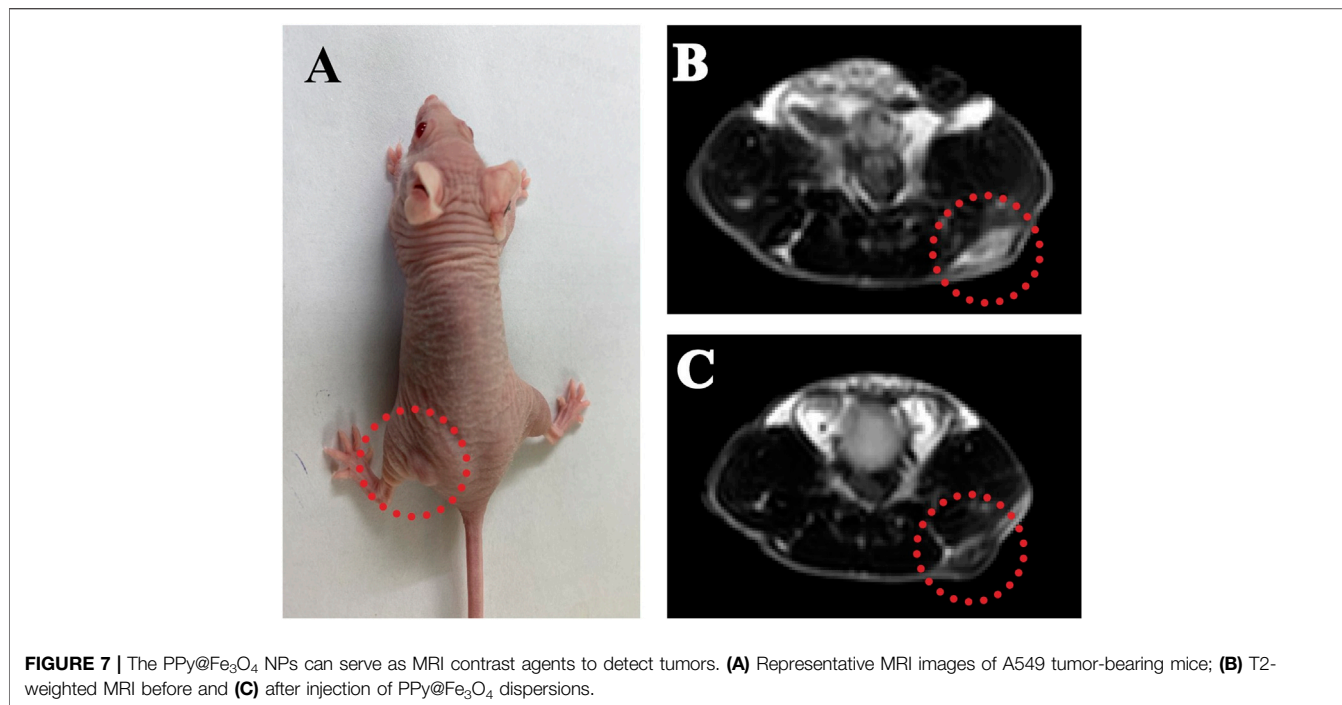 A
B
C
FIGURE 7 | The PPy@Fe₃O₄ NPs can serve as MRI contrast agents to detect tumors. (A) Representative MRI images of A549 tumor-bearing mice; (B) T2-
weighted MRI before and (C) after injection of PPy@Fe₃O₄ dispersions.